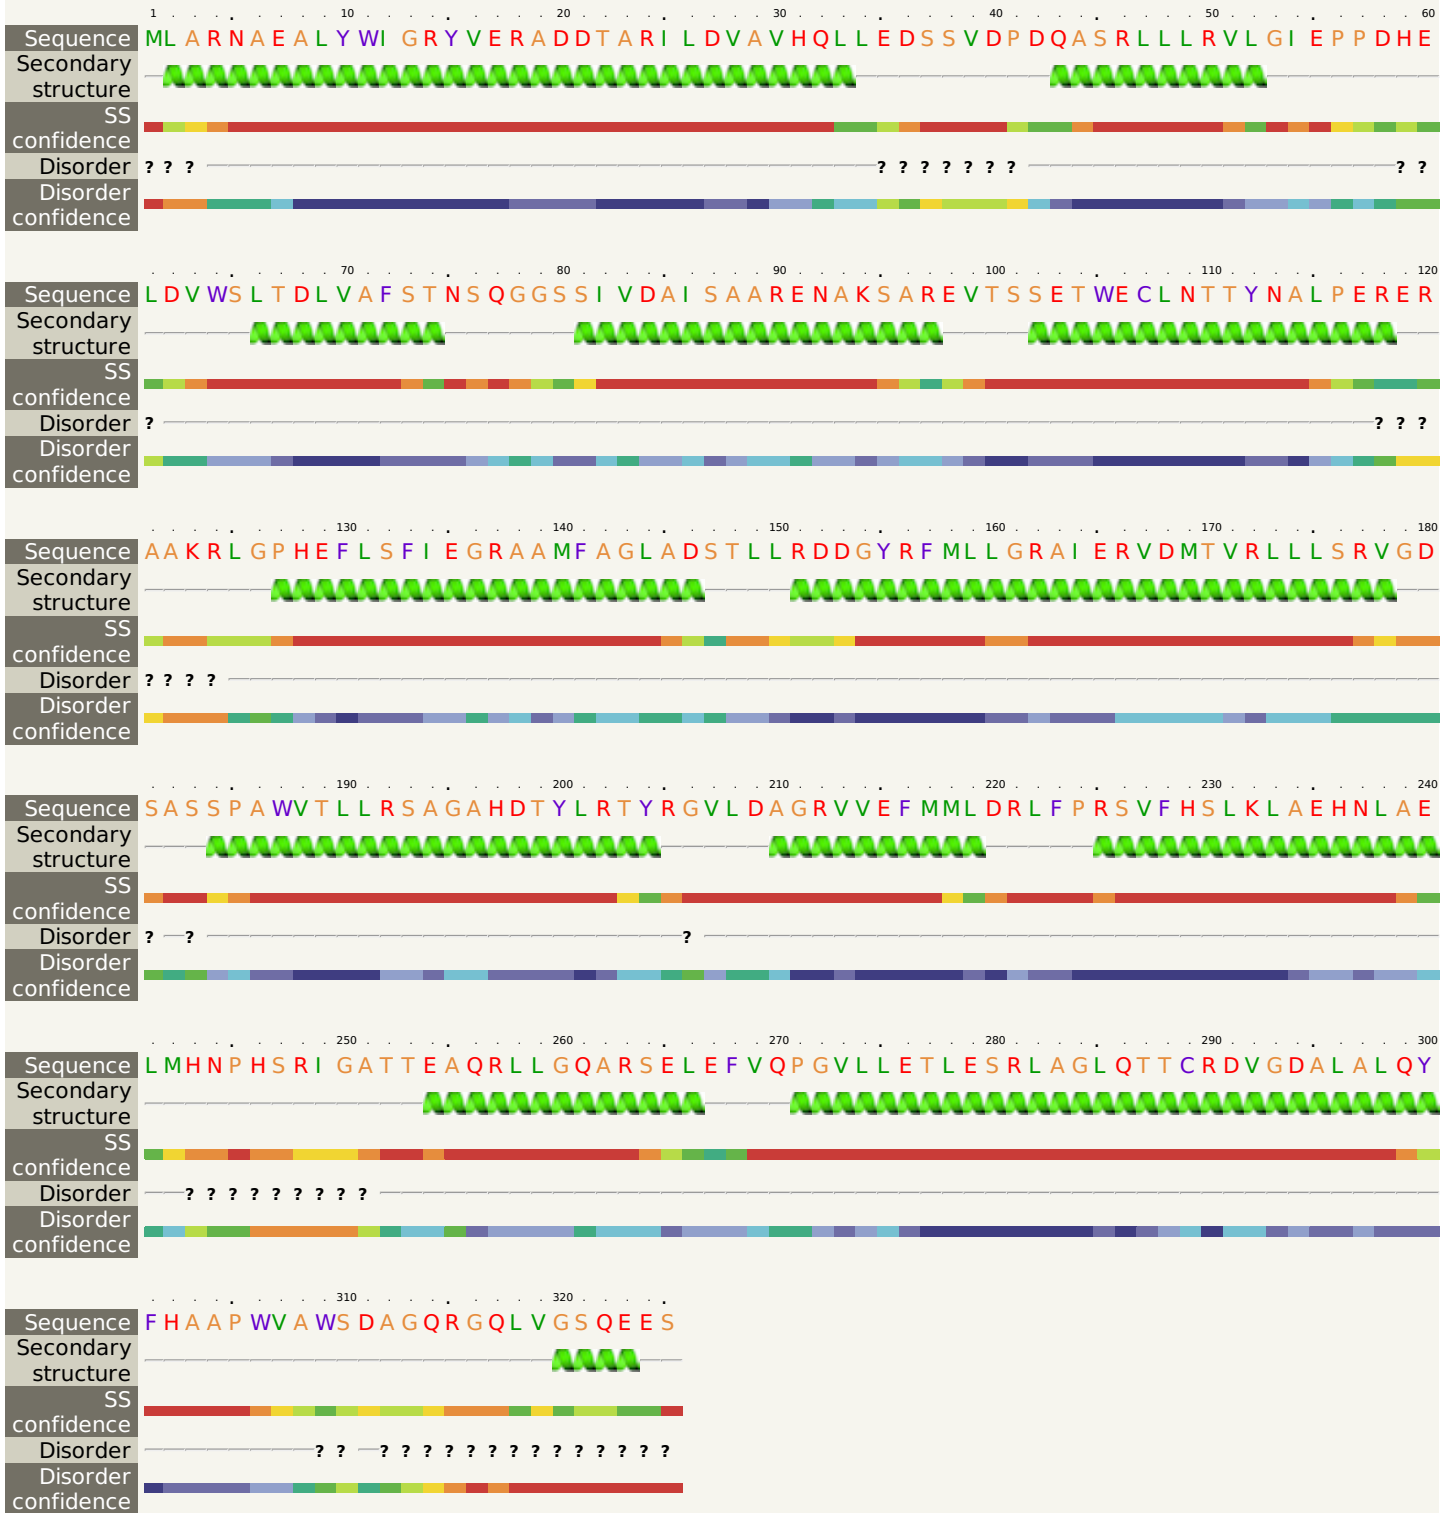 1 . . . . 10 . . . . 20 . . . . 30 . . . . 40 . . . . 50 . . . . 60
Sequence MLARNAEALYWIGRYVERADDTARILDVAVHQLLEDSSVDPDQASRLLLRVLGIEPPDHE
Secondary
structure
SS
confidence
Disorder ? ? ? ? ? ? ? ? ? ? ? ?
Disorder
confidence
. . . . 70 . . . . 80 . . . . 90 . . . . 100 . . . . 110 . . . . 120
Sequence LDVWSLTDLVAFSTNSQGGSSIVDAISAARENAKSAREVTSSETWECLNTTYNALPERER
Secondary
structure
SS
confidence
Disorder ? ? ? ?
Disorder
confidence
. . . . 130 . . . . 140 . . . . 150 . . . . 160 . . . . 170 . . . . 180
Sequence AAKRLGPHEFLSFIEGRAAMFAGLADSTLLRDDGYRFMLLGRAIERVDMTVRLLLSRVGD
Secondary
structure
SS
confidence
Disorder ? ? ? ?
Disorder
confidence
. . . . 190 . . . . 200 . . . . 210 . . . . 220 . . . . 230 . . . . 240
Sequence SASSPAWVTLLRSAGAHDTYLRTYRGVLDAGRVVEFMMLDRLFPRSVFHSLKLAEHNLAE
Secondary
structure
SS
confidence
Disorder ? ? ?
Disorder
confidence
. . . . 250 . . . . 260 . . . . 270 . . . . 280 . . . . 290 . . . . 300
Sequence LMHNPHSRIGATTEAQRLLGQARSELEFVQPGVLLETLESRLAGLQTTCRDVGDALALQY
Secondary
structure
SS
confidence
Disorder ? ? ? ? ? ? ? ? ?
Disorder
confidence
. . . . 310 . . . . 320 . .
Sequence FHAAPWVAWSDAGQRGQLVGSQEES
Secondary
structure
SS
confidence
Disorder ? ? ? ? ? ? ? ? ? ? ? ? ? ? ? ?
Disorder
confidence